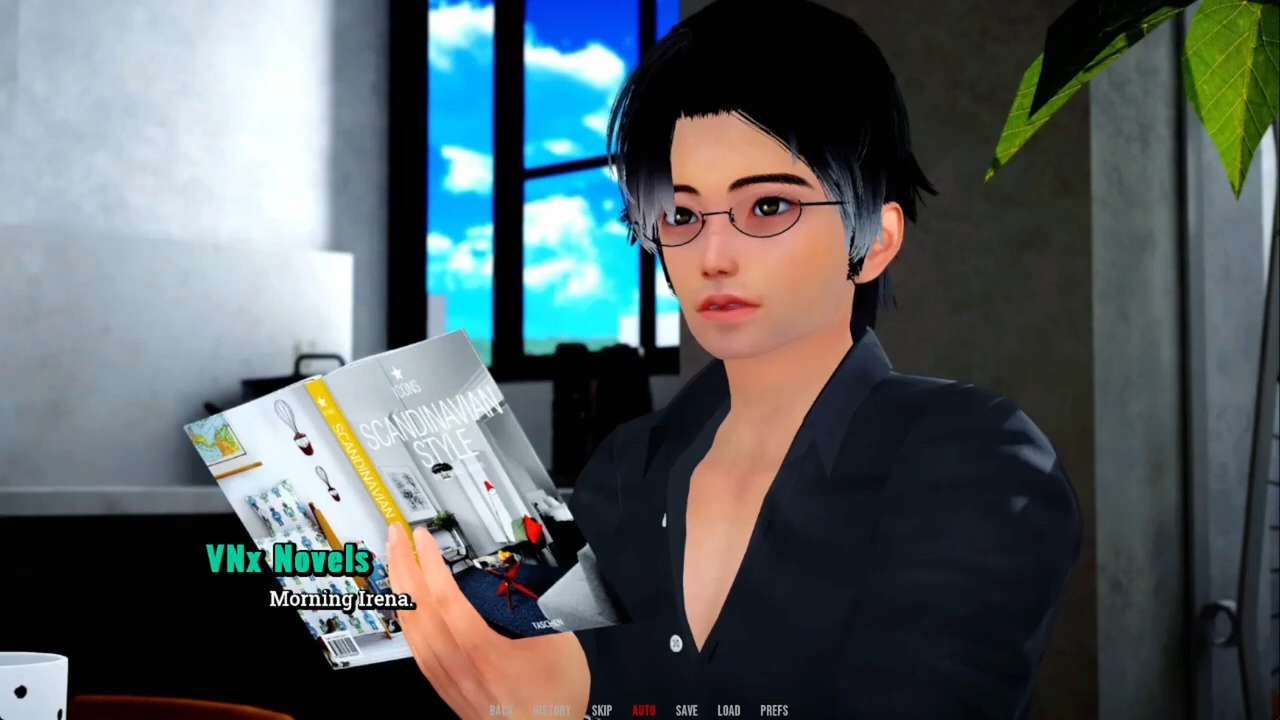 ICONS
SCANDINAVIAN
STYLE
SCANDINAVIAN
TASCHEN
VNx Novels
Morning Irena.
BACK HISTORY SKIP AUTO SAVE LOAD PREFS